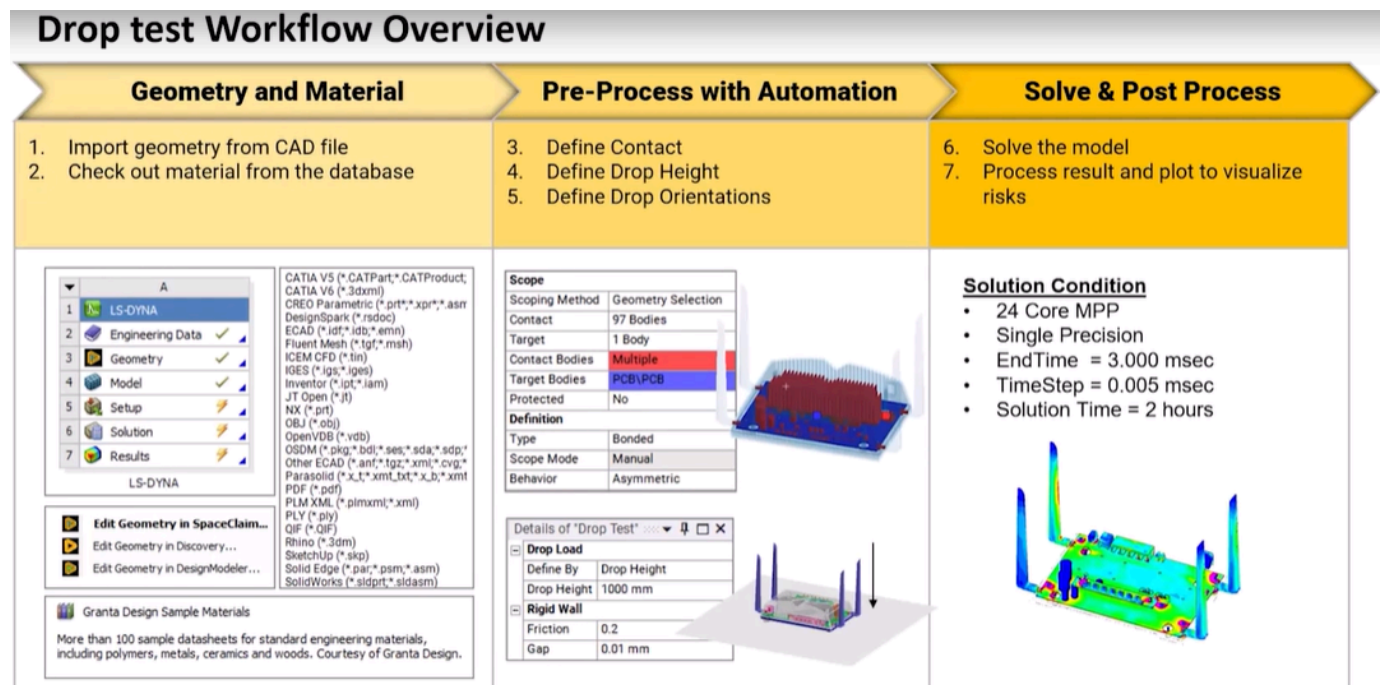 Drop test Workflow Overview
Geometry and Material
1. Import geometry from CAD file
2. Check out material from the database
A
1 LS-DYNA
2 Engineering Data
3 Geometry
4 Model
5 Setup
6 Solution
7 Results
LS-DYNA
Edit Geometry in SpaceClaim...
Edit Geometry in Discovery...
Edit Geometry in DesignModeler...
CATIA V5 (*.CATPart;*.CATProduct;
CATIA V6 (*.3dxml)
CREO Parametric (*.prt*;*.xpr*;*.asm
DesignSpark (*.rsdoc)
ECAD (*.idf;*.idb;*.emn)
Fluent Mesh (*.tgf;*.msh)
ICEM CFD (*.tin)
IGES (*.igs;*.iges)
Inventor (*.ipt;*.iam)
JT Open (*.jt)
NX (*.prt)
OBJ (*.obj)
OpenVDB (*.vdb)
OSDM (*.pkg;*.bdl;*.ses;*.sda;*.sdp;*
Other ECAD (*.anf;*.tgz;*.xml;*.cvg;*
Parasolid (*.x_t;*.xmt_txt;*.x_b;*.xmt
PDF (*.pdf)
PLM XML (*.plmxml;*.xml)
PLY (*.ply)
QIF (*.QIF)
Rhino (*.3dm)
SketchUp (*.skp)
Solid Edge (*.par;*.psm;*.asm)
SolidWorks (*.sldprt;*.sldasm)
Granta Design Sample Materials
More than 100 sample datasheets for standard engineering materials,
including polymers, metals, ceramics and woods. Courtesy of Granta Design.
Pre-Process with Automation
3. Define Contact
4. Define Drop Height
5. Define Drop Orientations
Scope
Scoping Method Geometry Selection
Contact 97 Bodies
Target 1 Body
Contact Bodies Multiple
Target Bodies PCB\PCB
Protected No
Definition
Type Bonded
Scope Mode Manual
Behavior Asymmetric
Details of "Drop Test"
Drop Load
Define By Drop Height
Drop Height 1000 mm
Rigid Wall
Friction 0.2
Gap 0.01 mm
Solve & Post Process
6. Solve the model
7. Process result and plot to visualize
risks
Solution Condition
• 24 Core MPP
• Single Precision
• EndTime = 3.000 msec
• TimeStep = 0.005 msec
• Solution Time = 2 hours